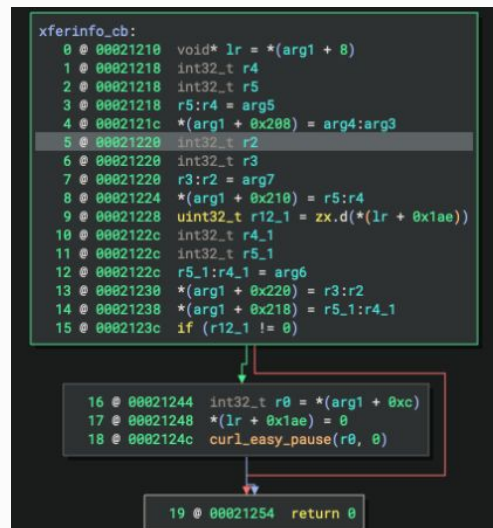 xferinfo_cb:
0 @ 00021210 void* lr = *(arg1 + 8)
1 @ 00021218 int32_t r4
2 @ 00021218 int32_t r5
3 @ 00021218 r5:r4 = arg5
4 @ 0002121c *(arg1 + 0x208) = arg4:arg3
5 @ 00021220 int32_t r2
6 @ 00021220 int32_t r3
7 @ 00021220 r3:r2 = arg7
8 @ 00021224 *(arg1 + 0x210) = r5:r4
9 @ 00021228 uint32_t r12_1 = zx.d(*(lr + 0x1ae))
10 @ 0002122c int32_t r4_1
11 @ 0002122c int32_t r5_1
12 @ 0002122c r5_1:r4_1 = arg6
13 @ 00021230 *(arg1 + 0x220) = r3:r2
14 @ 00021238 *(arg1 + 0x218) = r5_1:r4_1
15 @ 0002123c if (r12_1 != 0)
16 @ 00021244 int32_t r0 = *(arg1 + 0xc)
17 @ 00021248 *(lr + 0x1ae) = 0
18 @ 0002124c curl_easy_pause(r0, 0)
19 @ 00021254 return 0